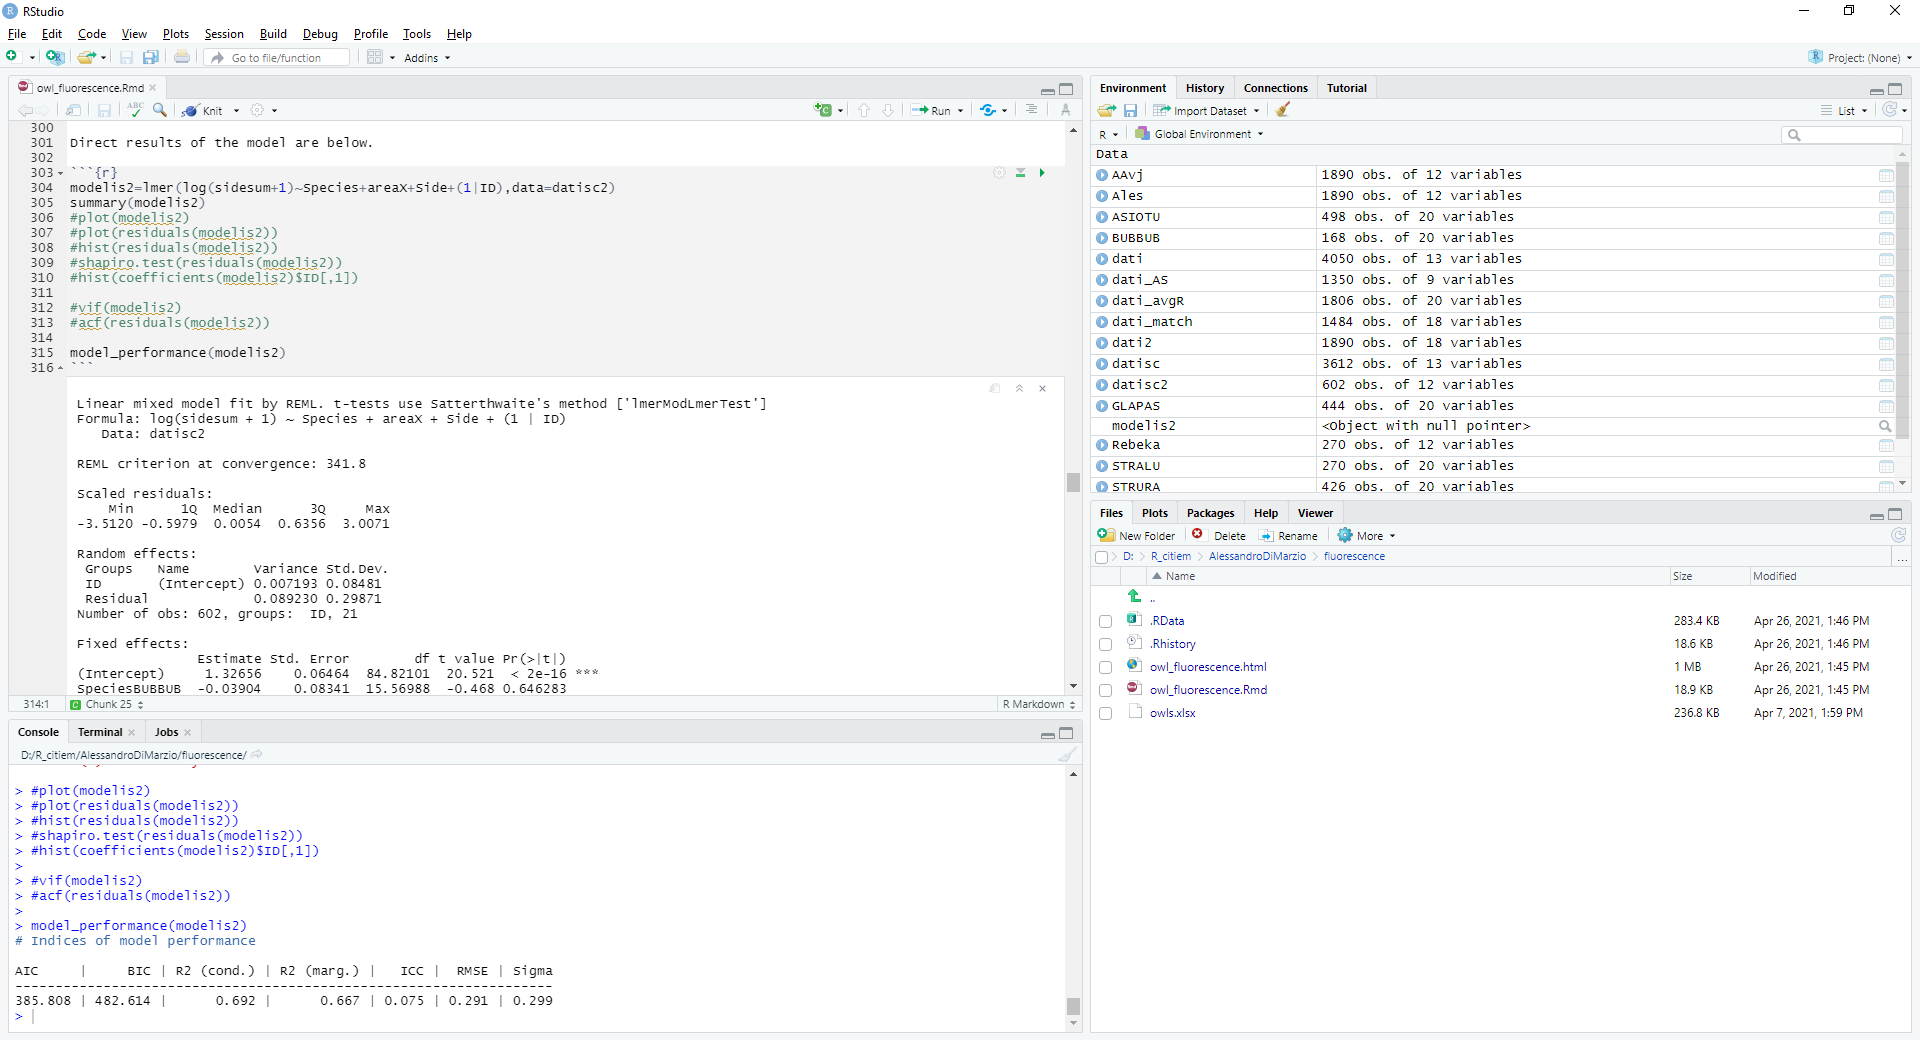 RStudio
File Edit Code View Plots Session Build Debug Profile Tools Help
Go to file/function Addins Project: (None)
owl_fluorescence.Rmd
ABC Knit Run
300
301 Direct results of the model are below.
302
303 ```{r}
304 modelis2=lmer(log(sidesum+1)~Species+areaX+Side+(1|ID),data=datisc2)
305 summary(modelis2)
306 #plot(modelis2)
307 #plot(residuals(modelis2))
308 #hist(residuals(modelis2))
309 #shapiro.test(residuals(modelis2))
310 #hist(coefficients(modelis2)$ID[,1])
311
312 #vif(modelis2)
313 #acf(residuals(modelis2))
314
315 model_performance(modelis2)
316 ```
Linear mixed model fit by REML. t-tests use Satterthwaite's method ['lmerModLmerTest']
Formula: log(sidesum + 1) ~ Species + areaX + Side + (1 | ID)
Data: datisc2
REML criterion at convergence: 341.8
Scaled residuals:
Min 1Q Median 3Q Max
-3.5120 -0.5979 0.0054 0.6356 3.0071
Random effects:
Groups Name Variance Std.Dev.
ID (Intercept) 0.007193 0.08481
Residual 0.089230 0.29871
Number of obs: 602, groups: ID, 21
Fixed effects:
Estimate Std. Error df t value Pr(>|t|)
(Intercept) 1.32656 0.06464 84.82101 20.521 < 2e-16 ***
SpeciesBUBBUB -0.03904 0.08341 15.56988 -0.468 0.646283
314:1 Chunk 25 R Markdown
Console Terminal Jobs
D:/R_citiem/AlessandroDiMarzio/fluorescence/
> #plot(modelis2)
> #plot(residuals(modelis2))
> #hist(residuals(modelis2))
> #shapiro.test(residuals(modelis2))
> #hist(coefficients(modelis2)$ID[,1])
>
> #vif(modelis2)
> #acf(residuals(modelis2))
>
> model_performance(modelis2)
# Indices of model performance
AIC | BIC | R2 (cond.) | R2 (marg.) | ICC | RMSE | Sigma
-------------------------------------------------------------------
385.808 | 482.614 | 0.692 | 0.667 | 0.075 | 0.291 | 0.299
>
Environment History Connections Tutorial
Import Dataset List
R Global Environment
Data
AAvj 1890 obs. of 12 variables
Ales 1890 obs. of 12 variables
ASIOTU 498 obs. of 20 variables
BUBBUB 168 obs. of 20 variables
dati 4050 obs. of 13 variables
dati_AS 1350 obs. of 9 variables
dati_avgR 1806 obs. of 20 variables
dati_match 1484 obs. of 18 variables
dati2 1890 obs. of 18 variables
datisc 3612 obs. of 13 variables
datisc2 602 obs. of 12 variables
GLAPAS 444 obs. of 20 variables
modelis2 <Object with null pointer>
Rebeka 270 obs. of 12 variables
STRALU 270 obs. of 20 variables
STRURA 426 obs. of 20 variables
Files Plots Packages Help Viewer
New Folder Delete Rename More
D: R_citiem AlessandroDiMarzio fluorescence ...
Name Size Modified
..
.RData 283.4 KB Apr 26, 2021, 1:46 PM
.Rhistory 18.6 KB Apr 26, 2021, 1:46 PM
owl_fluorescence.html 1 MB Apr 26, 2021, 1:45 PM
owl_fluorescence.Rmd 18.9 KB Apr 26, 2021, 1:45 PM
owls.xlsx 236.8 KB Apr 7, 2021, 1:59 PM